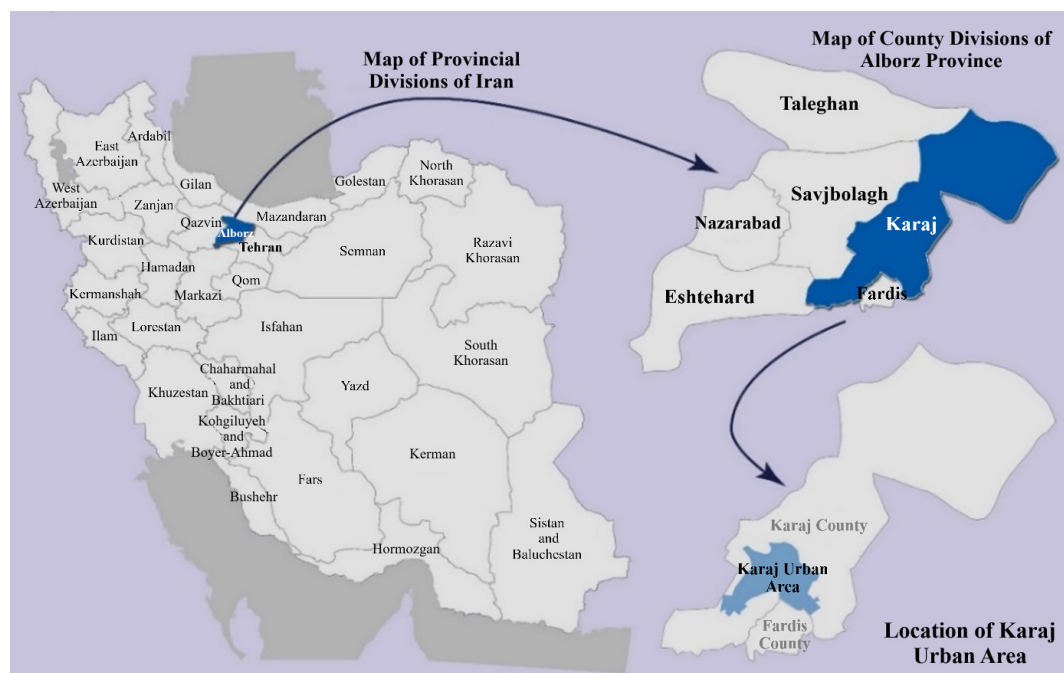 Map of Provincial
Divisions of Iran
Map of County Divisions of
Alborz Province
Ardabil
East
Azerbaijan
West
Azerbaijan
Gilan
Zanjan
Qazvin
Alborz
Mazandaran
Tehran
Golestan
North
Khorasan
Kurdistan
Semnan
Razavi
Khorasan
Hamadan
Qom
Kermanshah
Markazi
Ilam
Lorestan
Isfahan
South
Khorasan
Khuzestan
Chaharmahal
and
Bakhtiari
Yazd
Kohgiluyeh
and
Boyer-Ahmad
Kerman
Fars
Bushehr
Hormozgan
Sistan
and
Baluchestan
Taleghan
Savjbolagh
Nazarabad
Karaj
Eshtehard
Fardis
Karaj County
Karaj Urban
Area
Fardis
County
Location of Karaj
Urban Area